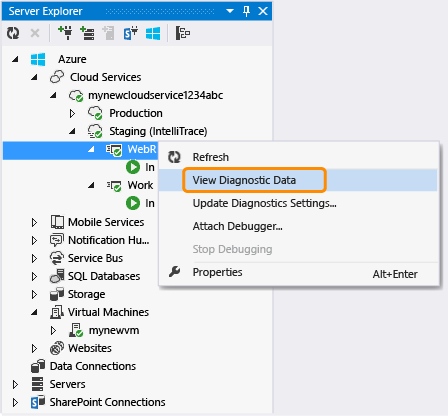 Server Explorer
Azure
Cloud Services
mynewcloudservice1234abc
Production
Staging (IntelliTrace)
WebR
In
Work
In
Mobile Services
Notification Hu...
Service Bus
SQL Databases
Storage
Virtual Machines
mynewvm
Websites
Data Connections
Servers
SharePoint Connections
Refresh
View Diagnostic Data
Update Diagnostics Settings...
Attach Debugger...
Stop Debugging
Properties Alt+Enter